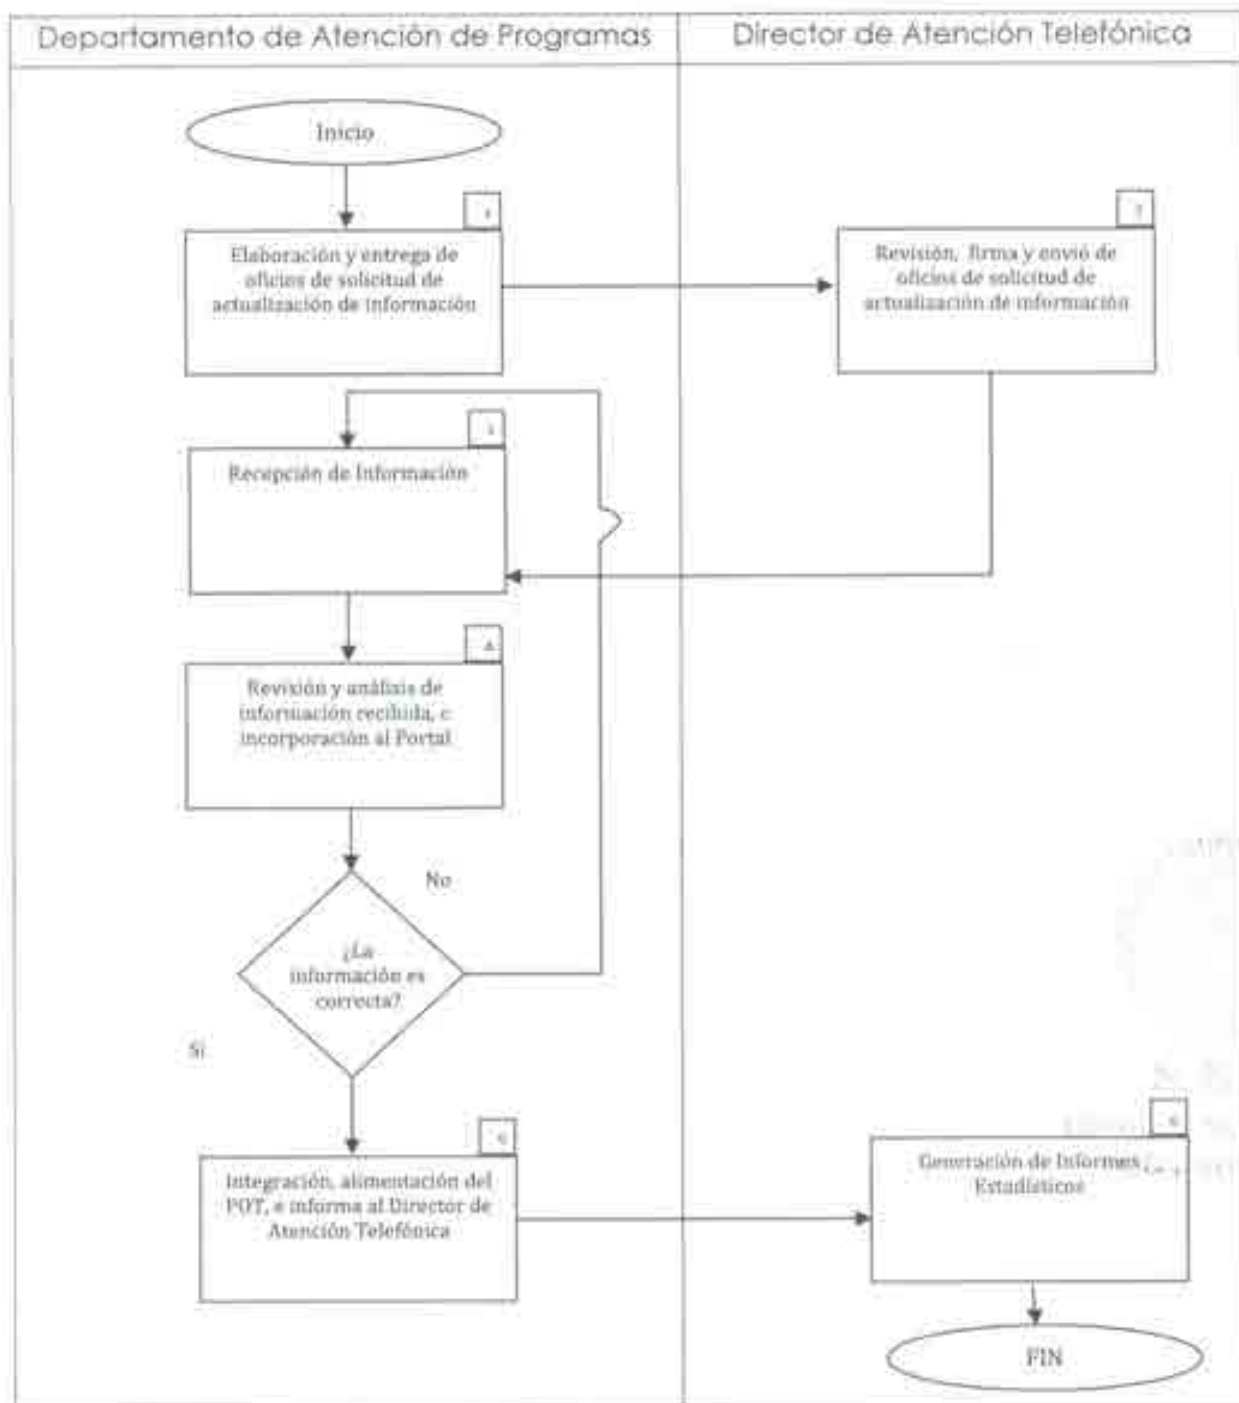 Departamento de Atención de Programas
Director de Atención Telefónica
Inicio
Elaboración y entrega de
oficios de solicitud de
actualización de información
Revisión, firma y envió de
oficios de solicitud de
actualización de información
Recepción de Información
4
Revisión y análisis de
información recibida, e
incorporación al Portal
No
¿La
información es
correcta?
Si
Integración, alimentación del
POT, e informa al Director de
Atención Telefónica
6
Generación de Informes
Estadísticos
FIN